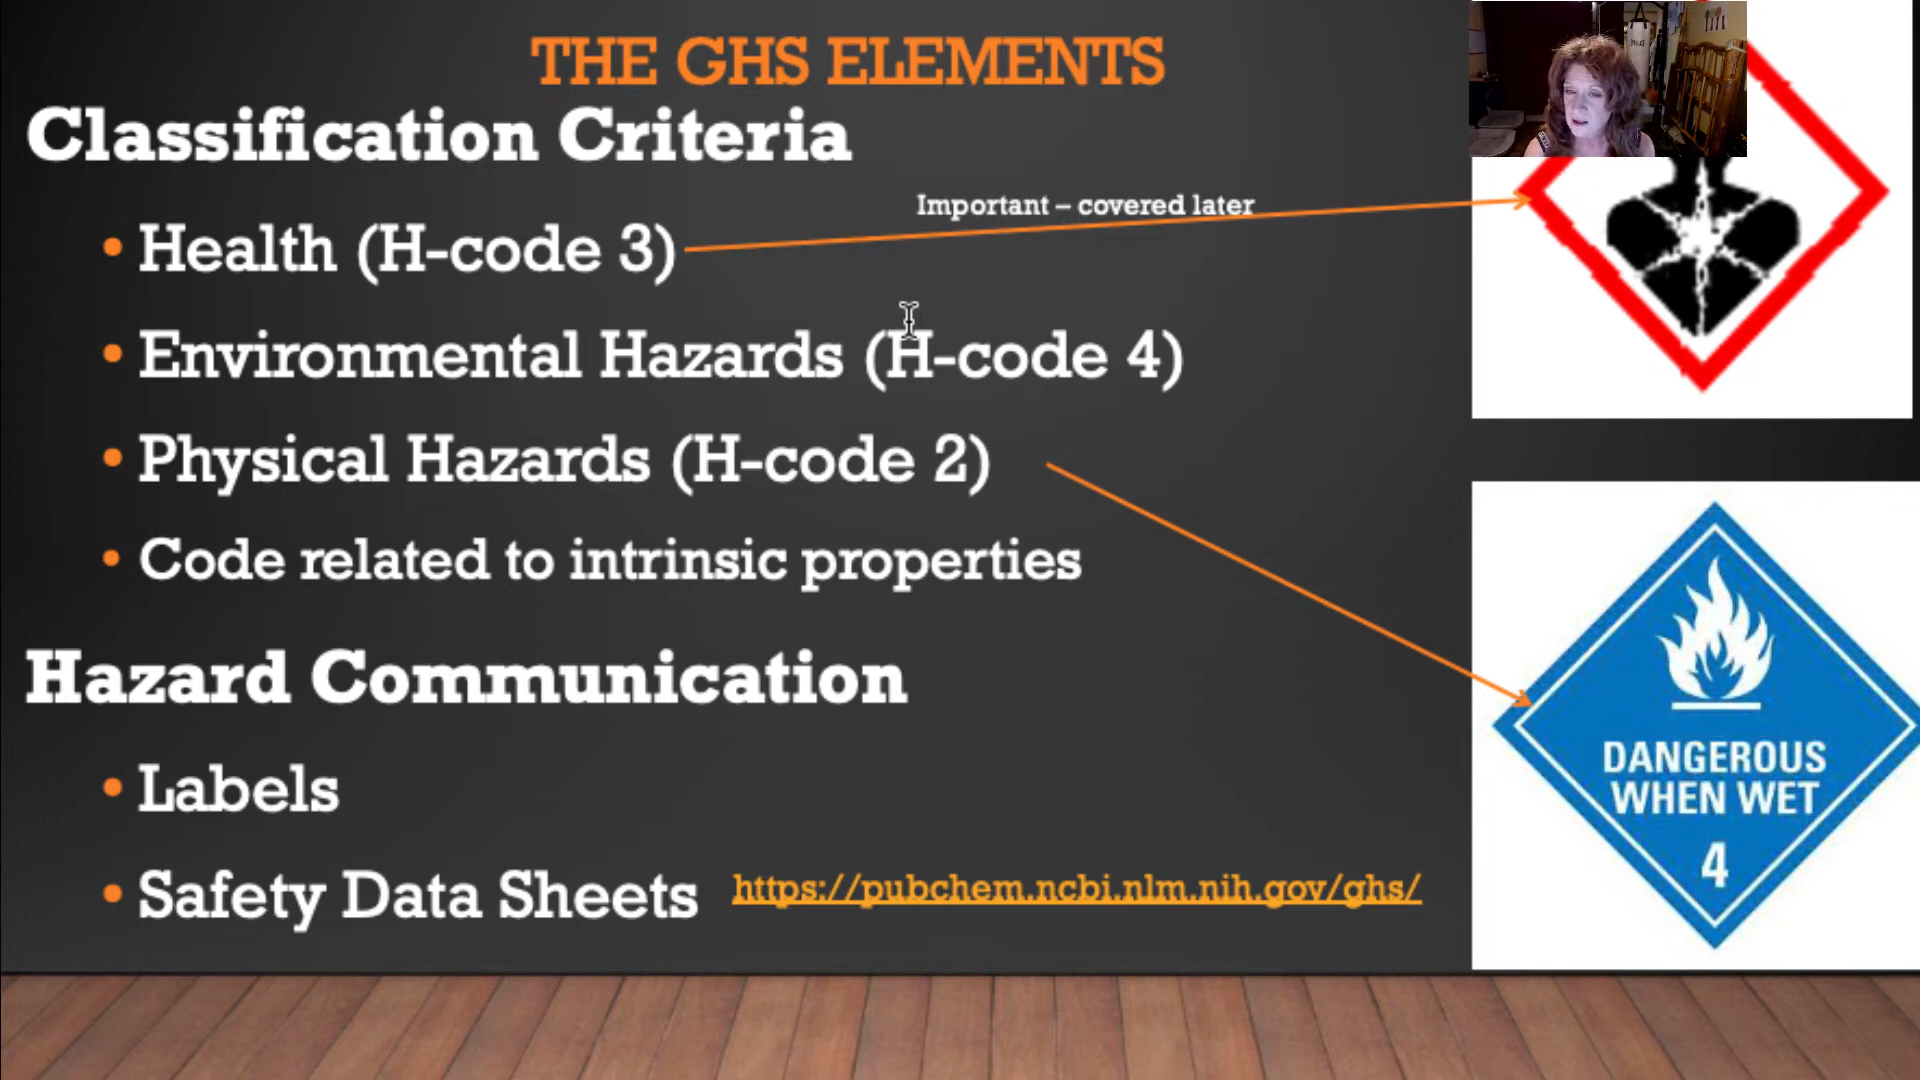 THE GHS ELEMENTS
Classification Criteria
Important – covered later
• Health (H-code 3)
• Environmental Hazards (H-code 4)
• Physical Hazards (H-code 2)
• Code related to intrinsic properties
Hazard Communication
• Labels
• Safety Data Sheets https://pubchem.ncbi.nlm.nih.gov/ghs/
DANGEROUS
WHEN WET
4